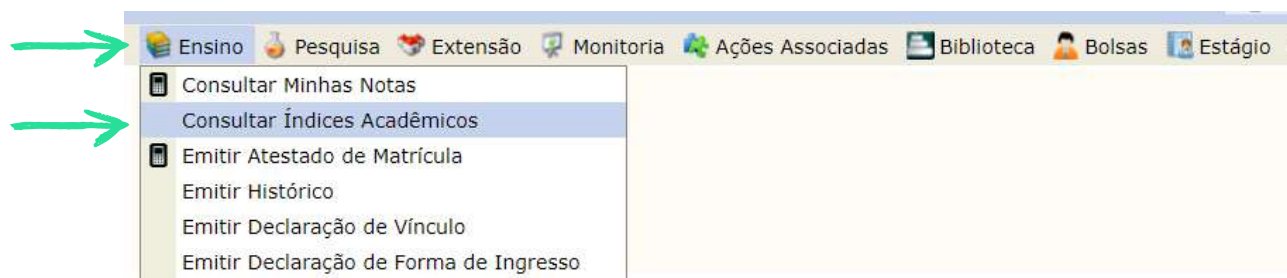 Ensino Pesquisa Extensão Monitoria Ações Associadas Biblioteca Bolsas Estágio
Consultar Minhas Notas
Consultar Índices Acadêmicos
Emitir Atestado de Matrícula
Emitir Histórico
Emitir Declaração de Vínculo
Emitir Declaração de Forma de Ingresso